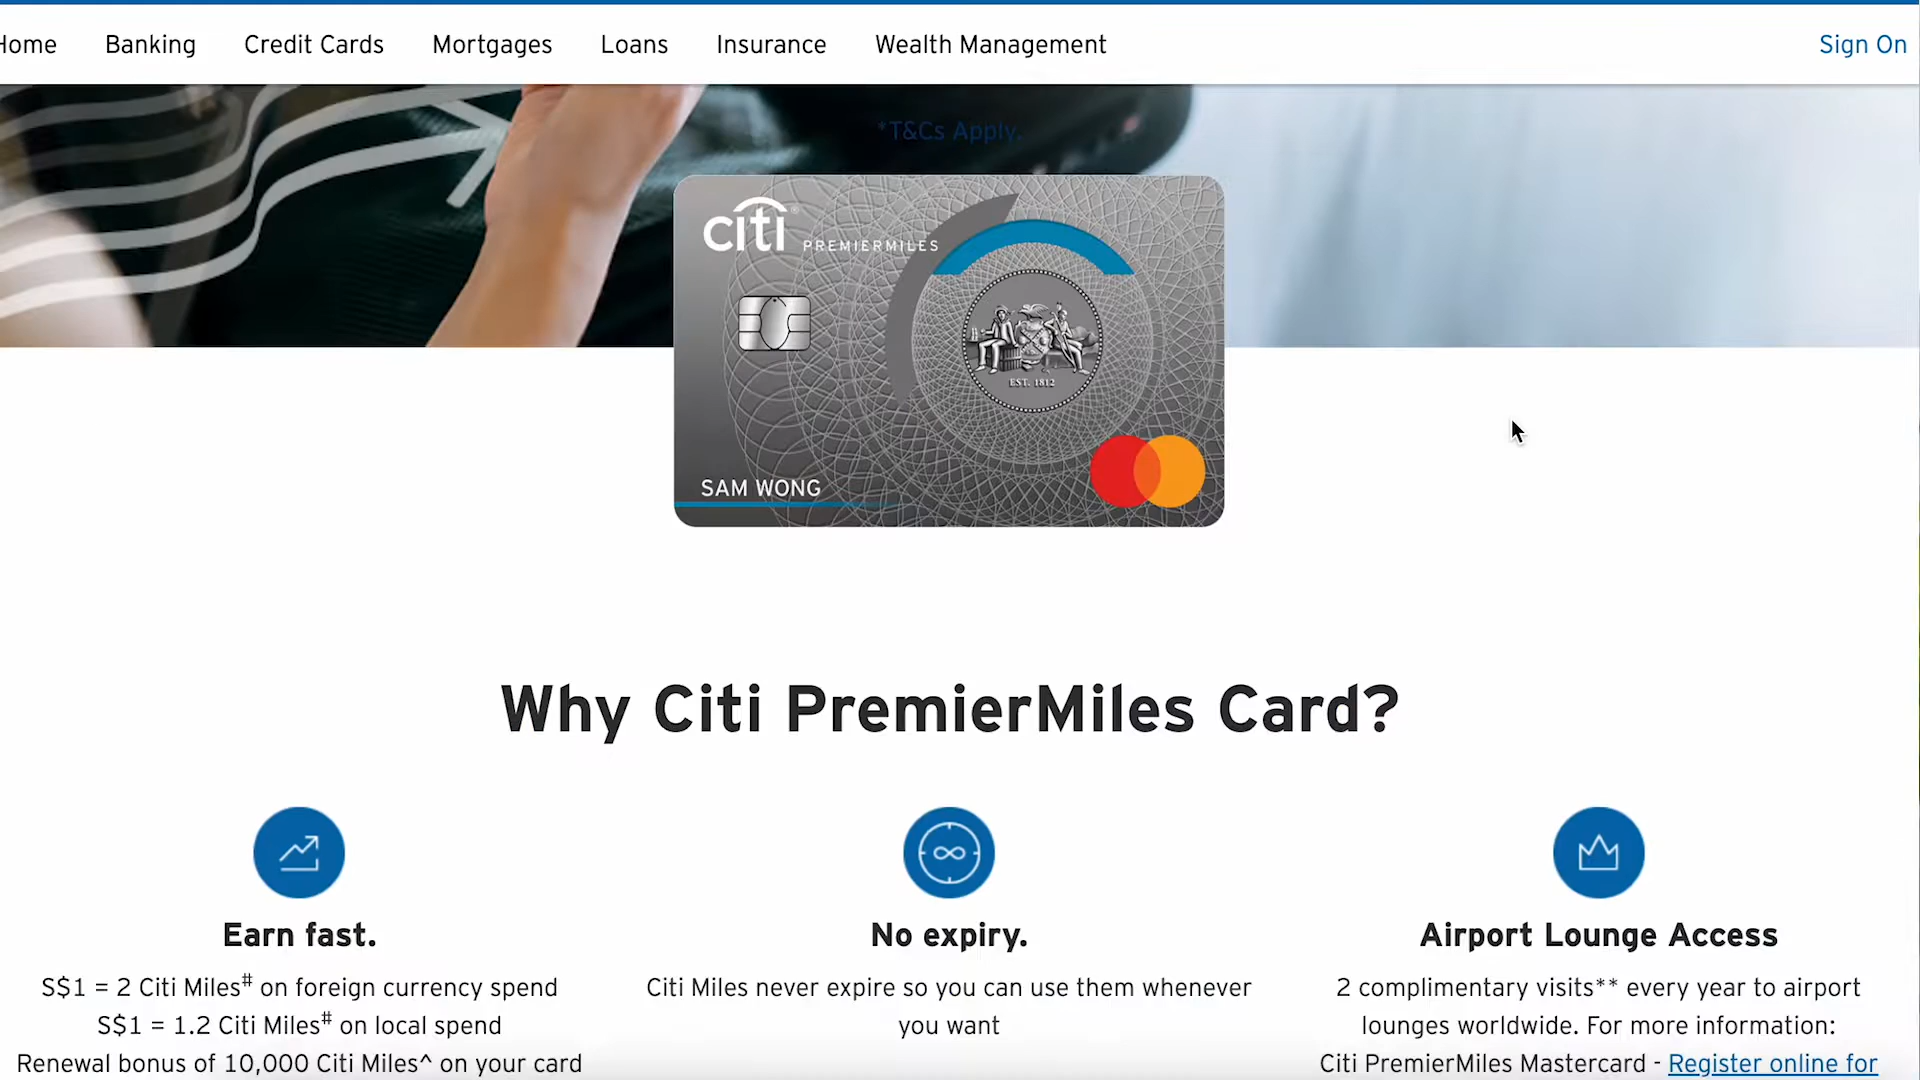 Home Banking Credit Cards Mortgages Loans Insurance Wealth Management Sign On
*T&Cs Apply.
citi® PREMIERMILES
EST. 1812
SAM WONG
Why Citi PremierMiles Card?
Earn fast.
S$1 = 2 Citi Miles‡ on foreign currency spend
S$1 = 1.2 Citi Miles‡ on local spend
Renewal bonus of 10,000 Citi Miles^ on your card
No expiry.
Citi Miles never expire so you can use them whenever
you want
Airport Lounge Access
2 complimentary visits** every year to airport
lounges worldwide. For more information:
Citi PremierMiles Mastercard - Register online for